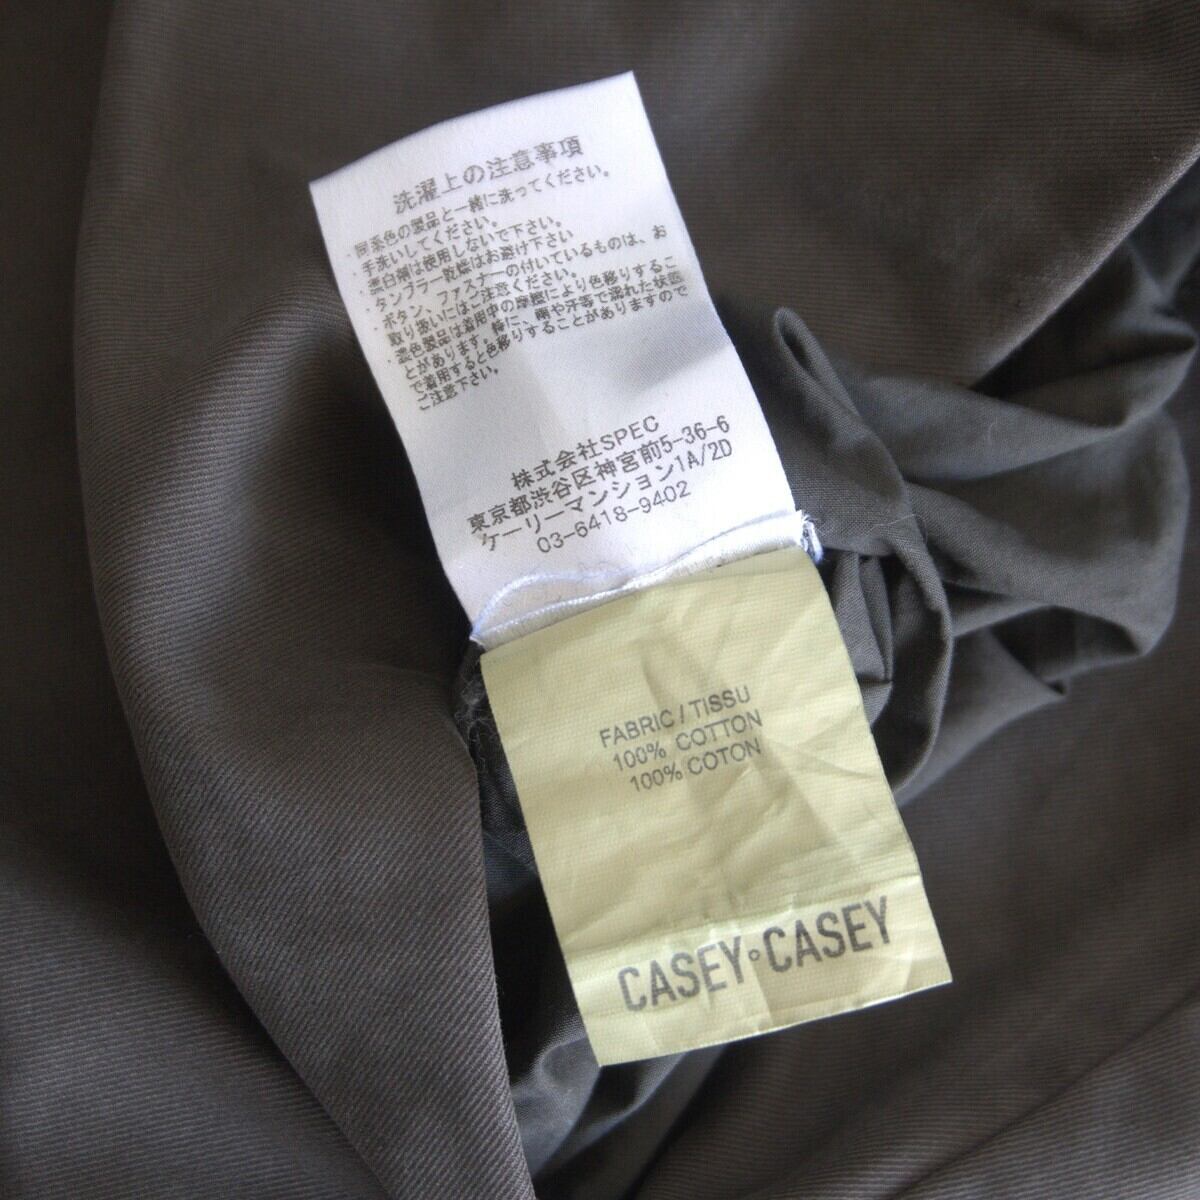 洗濯上の注意事項
同系色の製品と一緒に洗ってください。
・手洗いしてください。
・漂白剤は使用しないで下さい。
・タンブラー乾燥はお避け下さい
・ボタン、ファスナーの付いているものは、お
取り扱いにはご注意ください。
・濃色製品は着用中の摩擦により色移りするこ
とがあります。特に、雨や汗等で濡れた状態
で着用すると色移りすることがありますので
ご注意下さい。
株式会社SPEC
東京都渋谷区神宮前5-36-6
ケーリーマンション1A/2D
03-6418-9402
FABRIC / TISSU
100% COTTON
100% COTON
CASEY°CASEY